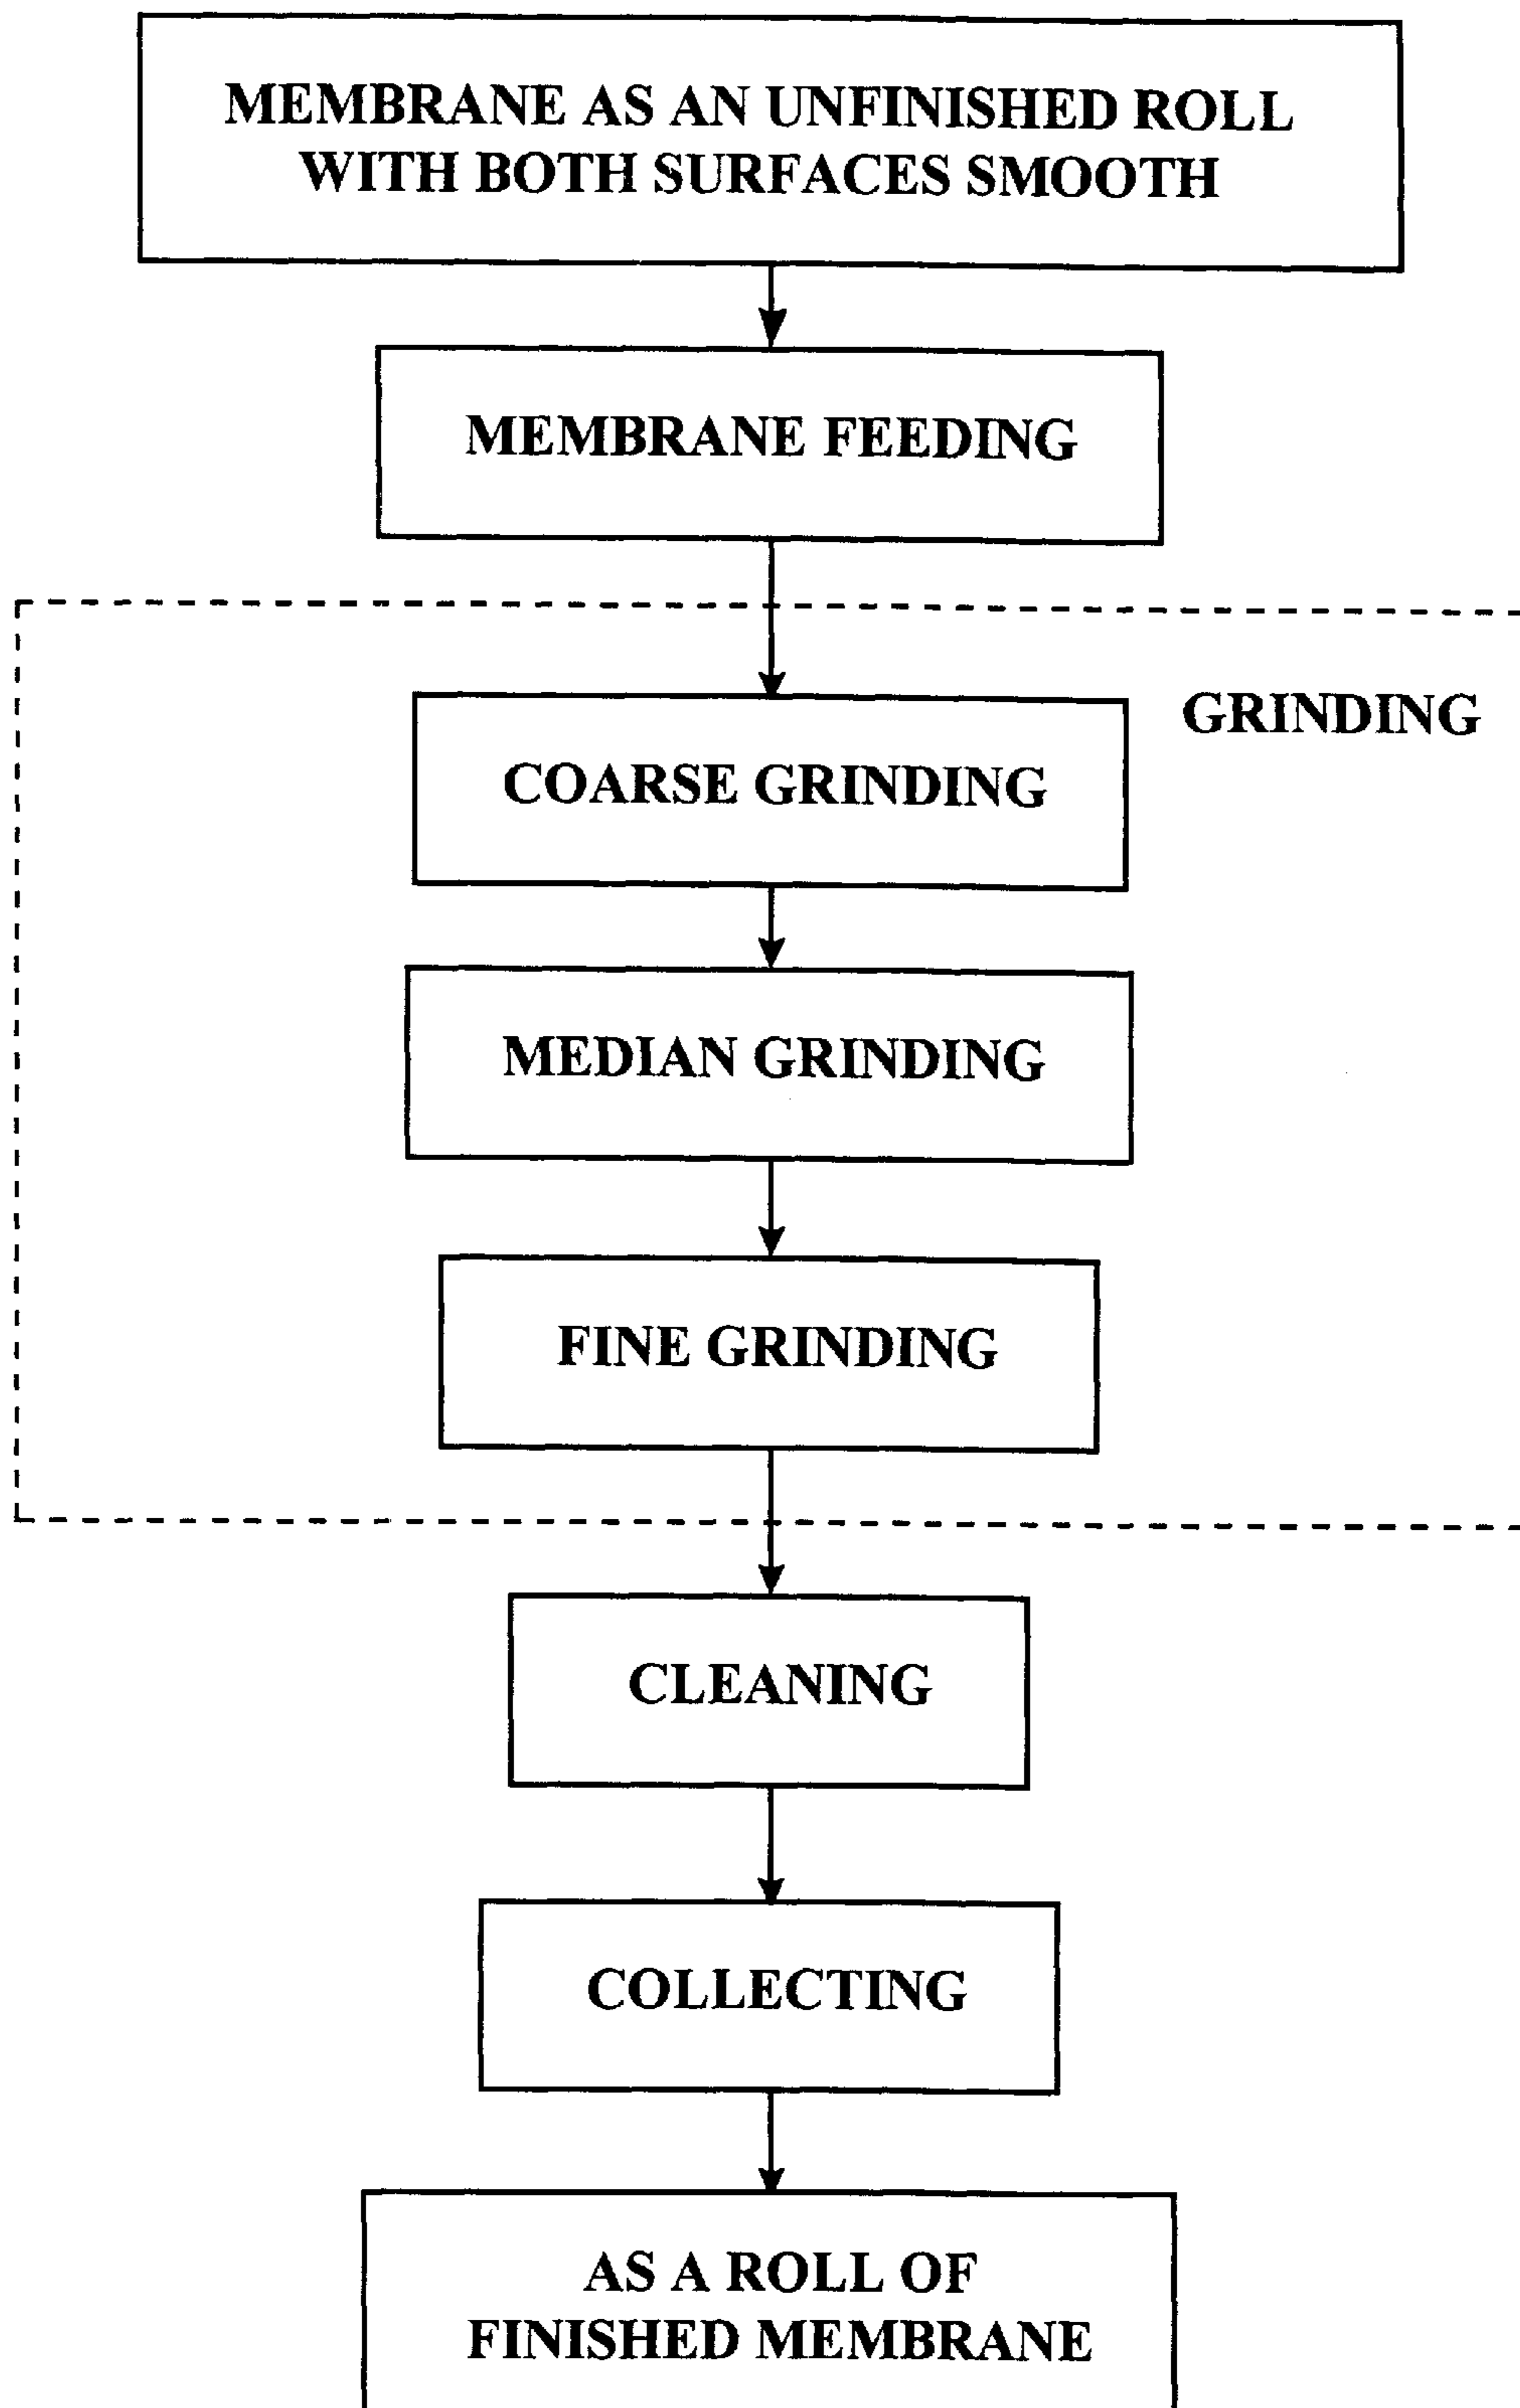 MEMBRANE AS AN UNFINISHED ROLL
WITH BOTH SURFACES SMOOTH
MEMBRANE FEEDING
GRINDING
COARSE GRINDING
MEDIAN GRINDING
FINE GRINDING
CLEANING
COLLECTING
AS A ROLL OF
FINISHED MEMBRANE